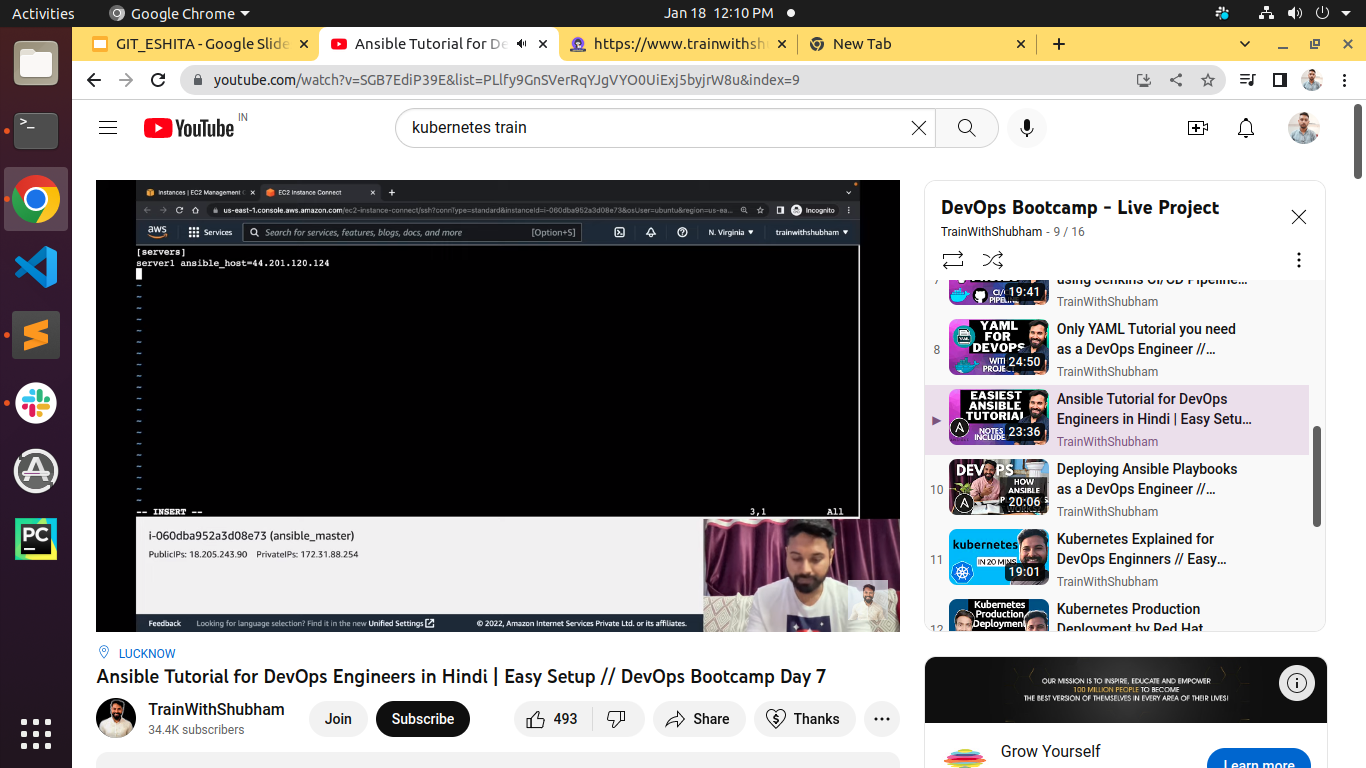 Activities
Google Chrome
Jan 18 12:10 PM
GIT_ESHITA - Google Slide
Ansible Tutorial for De
https://www.trainwithshu
New Tab
youtube.com/watch?v=SGB7EdiP39E&list=PLlfy9GnSVerRqYJgVYO0UiExj5byjrW8u&index=9
YouTube IN
kubernetes train
Instances | EC2 Management
EC2 Instance Connect
us-east-1.console.aws.amazon.com/ec2-instance-connect/ssh?connType=standard&instanceId=i-060dba952a3d08e73&osUser=ubuntu&region=us-ea...
Incognito
aws
Services
Search for services, features, blogs, docs, and more
[Option+S]
N. Virginia
trainwithshubham
[servers]
server1 ansible_host=44.201.120.124
-- INSERT --
3,1
All
i-060dba952a3d08e73 (ansible_master)
PublicIPs: 18.205.243.90 PrivateIPs: 172.31.88.254
Feedback
Looking for language selection? Find it in the new Unified Settings
© 2022, Amazon Internet Services Private Ltd. or its affiliates.
LUCKNOW
Ansible Tutorial for DevOps Engineers in Hindi | Easy Setup // DevOps Bootcamp Day 7
TrainWithShubham
34.4K subscribers
Join
Subscribe
493
Share
Thanks
DevOps Bootcamp - Live Project
TrainWithShubham - 9 / 16
7
CI/CD
PIPELINE
19:41
using Jenkins CI/CD Pipeline...
TrainWithShubham
8
YAML
FOR
DEVOPS
WITH
24:50
Only YAML Tutorial you need
as a DevOps Engineer //...
TrainWithShubham
EASIEST
ANSIBLE
TUTORIAL
NOTES
INCLUDED
23:36
Ansible Tutorial for DevOps
Engineers in Hindi | Easy Setu...
TrainWithShubham
10
DEVOPS
HOW
ANSIBLE
20:06
Deploying Ansible Playbooks
as a DevOps Engineer //...
TrainWithShubham
11
kubernetes
IN 20 MINS
19:01
Kubernetes Explained for
DevOps Enginners // Easy...
TrainWithShubham
12
Kubernetes
Production
Deployment
Kubernetes Production
Deployment by Red Hat
OUR MISSION IS TO INSPIRE, EDUCATE AND EMPOWER
100 MILLION PEOPLE TO BECOME
THE BEST VERSION OF THEMSELVES IN EVERY AREA OF THEIR LIVES!
Grow Yourself
Learn more